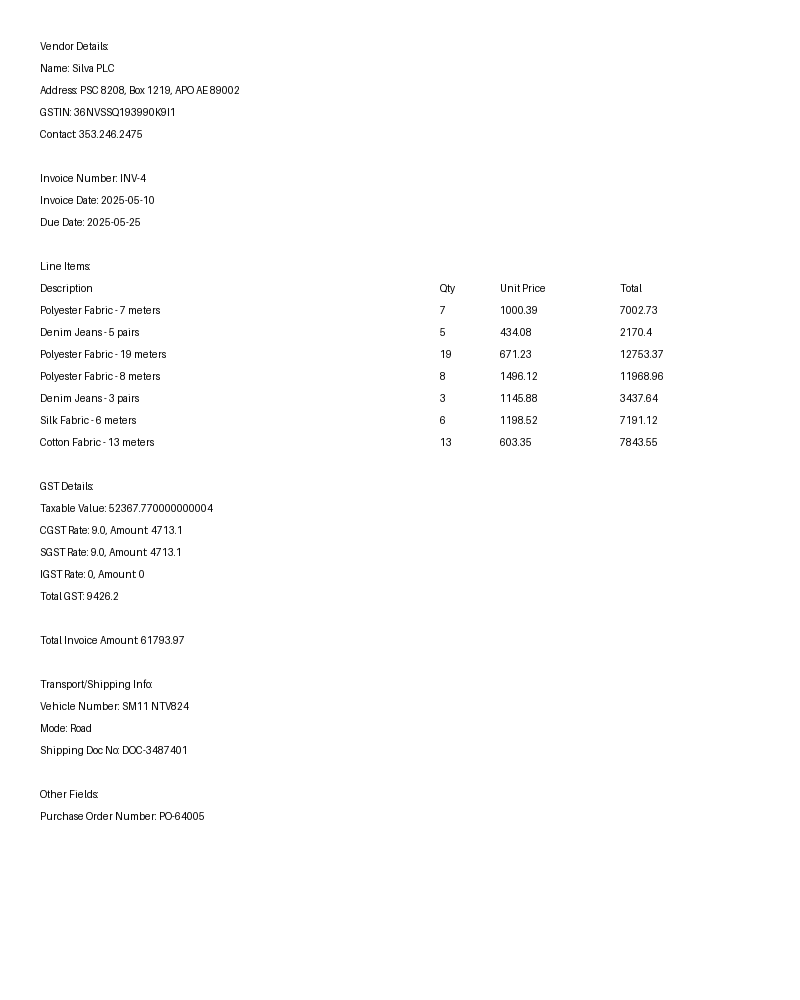 Vendor Details:
Name: Silva PLC
Address: PSC 8208, Box 1219, APO AE 89002
GSTIN: 36NVSSQ193990K9I1
Contact: 353.246.2475
Invoice Number: INV-4
Invoice Date: 2025-05-10
Due Date: 2025-05-25
Line Items:
Description Qty Unit Price Total
Polyester Fabric - 7 meters 7 1000.39 7002.73
Denim Jeans - 5 pairs 5 434.08 2170.4
Polyester Fabric - 19 meters 19 671.23 12753.37
Polyester Fabric - 8 meters 8 1496.12 11968.96
Denim Jeans - 3 pairs 3 1145.88 3437.64
Silk Fabric - 6 meters 6 1198.52 7191.12
Cotton Fabric - 13 meters 13 603.35 7843.55
GST Details:
Taxable Value: 52367.770000000004
CGST Rate: 9.0, Amount: 4713.1
SGST Rate: 9.0, Amount: 4713.1
IGST Rate: 0, Amount: 0
Total GST: 9426.2
Total Invoice Amount: 61793.97
Transport/Shipping Info:
Vehicle Number: SM11 NTV824
Mode: Road
Shipping Doc No: DOC-3487401
Other Fields:
Purchase Order Number: PO-64005